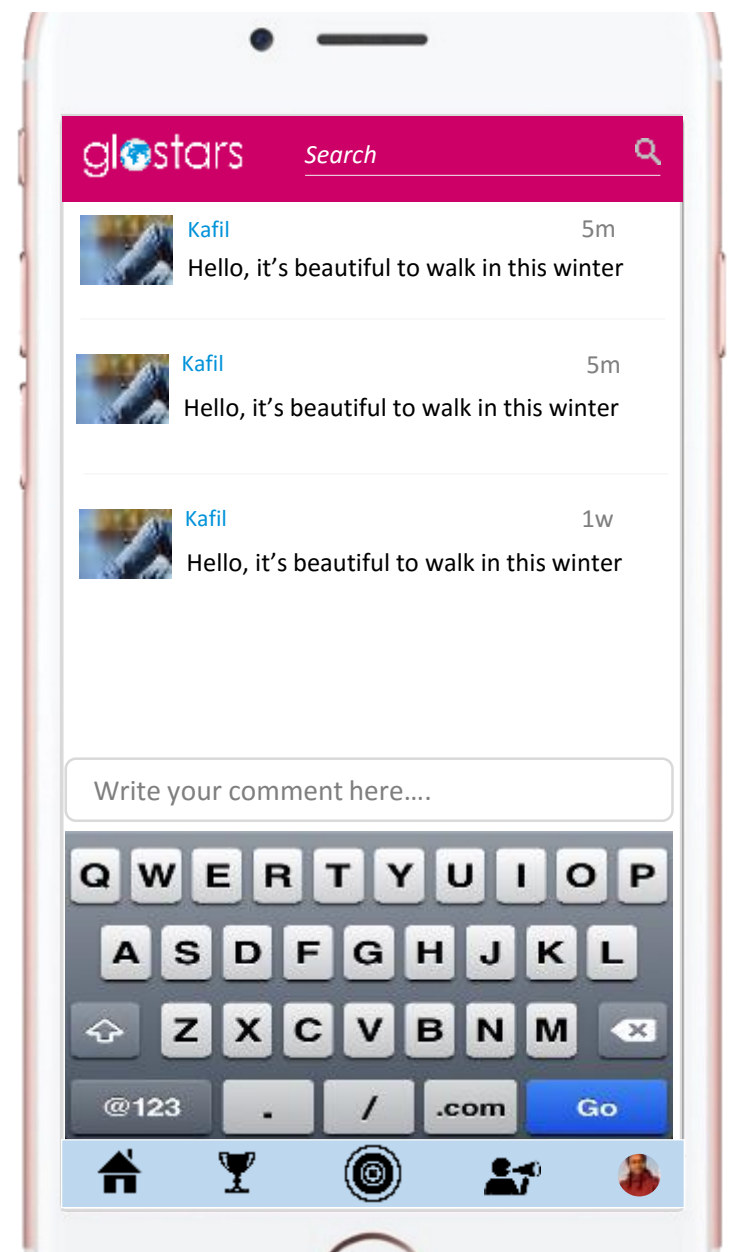 glostars Search
Kafil 5m
Hello, it’s beautiful to walk in this winter
Kafil 5m
Hello, it’s beautiful to walk in this winter
Kafil 1w
Hello, it’s beautiful to walk in this winter
Write your comment here....
Q W E R T Y U I O P
A S D F G H J K L
Z X C V B N M
@123 . / .com Go